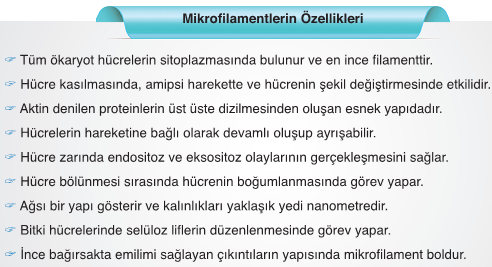 Mikrofilamentlerin Özellikleri
☞ Tüm ökaryot hücrelerin sitoplazmasında bulunur ve en ince filamenttir.
☞ Hücre kasılmasında, amipsi harekette ve hücrenin şekil değiştirmesinde etkilidir.
☞ Aktin denilen proteinlerin üst üste dizilmesinden oluşan esnek yapıdadır.
☞ Hücrelerin hareketine bağlı olarak devamlı oluşup ayrışabilir.
☞ Hücre zarında endositoz ve eksositoz olaylarının gerçekleşmesini sağlar.
☞ Hücre bölünmesi sırasında hücrenin boğumlanmasında görev yapar.
☞ Ağsı bir yapı gösterir ve kalınlıkları yaklaşık yedi nanometredir.
☞ Bitki hücrelerinde selüloz liflerin düzenlenmesinde görev yapar.
☞ İnce bağırsakta emilimi sağlayan çıkıntıların yapısında mikrofilament boldur.